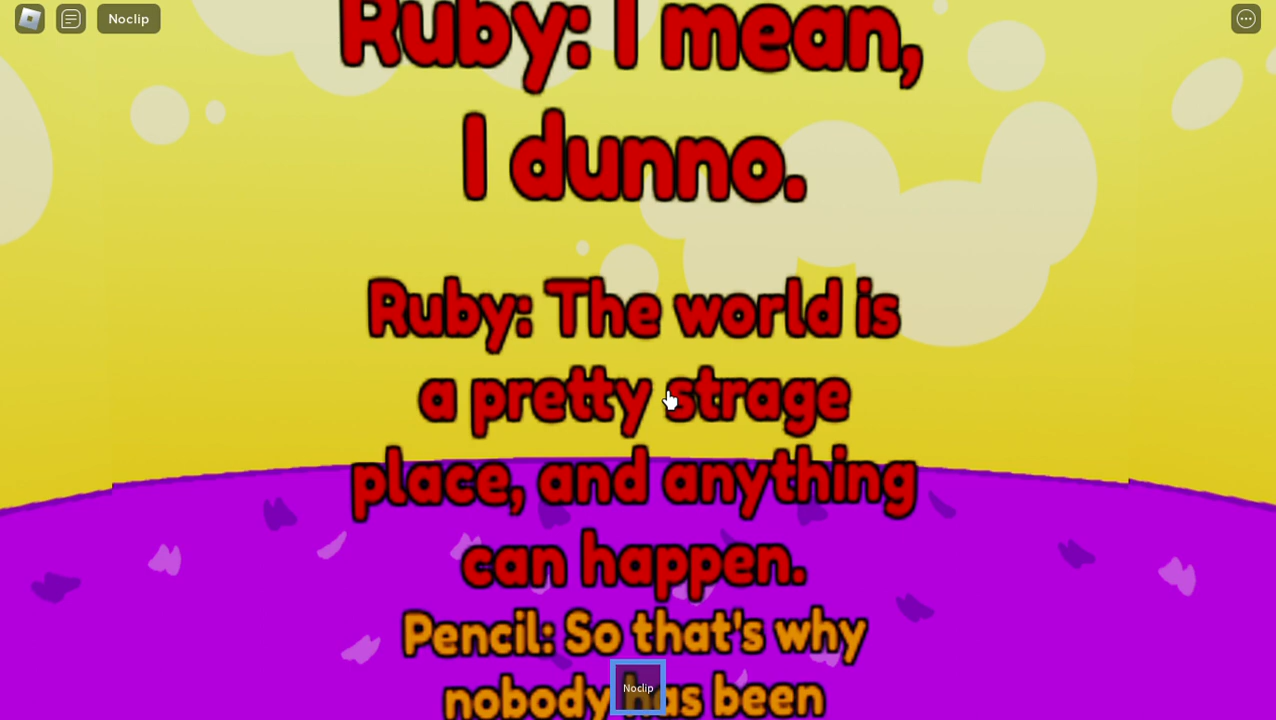 Noclip
Ruby: I mean,
I dunno.
Ruby: The world is
a pretty strage
place, and anything
can happen.
Pencil: So that's why
nobody has been
Noclip